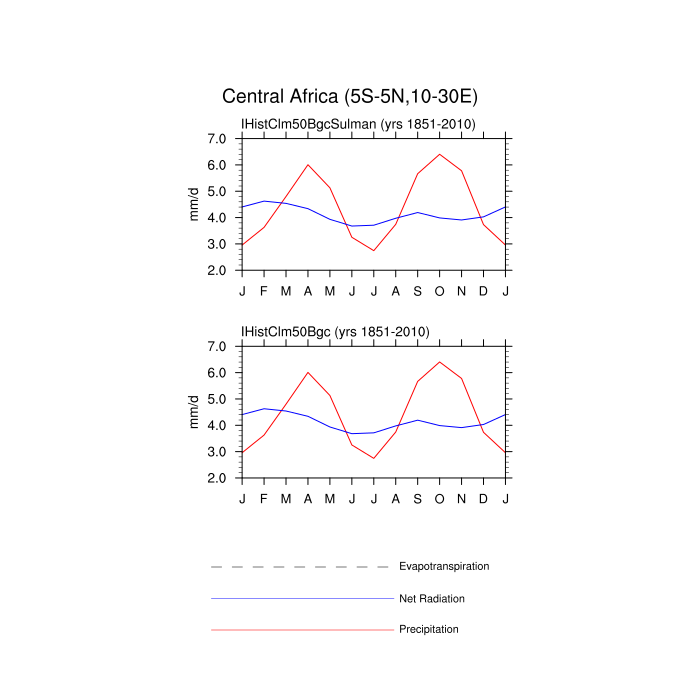 Central Africa (5S-5N,10-30E)
IHistClm50BgcSulman (yrs 1851-2010)
7.0
6.0
5.0
4.0
3.0
2.0
mm/d
J F M A M J J A S O N D J
IHistClm50Bgc (yrs 1851-2010)
7.0
6.0
5.0
4.0
3.0
2.0
mm/d
J F M A M J J A S O N D J
Evapotranspiration
Net Radiation
Precipitation